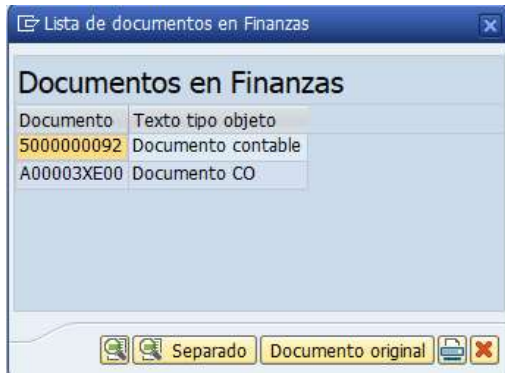 Lista de documentos en Finanzas
Documentos en Finanzas
Documento Texto tipo objeto
5000000092 Documento contable
A00003XE00 Documento CO
Separado Documento original